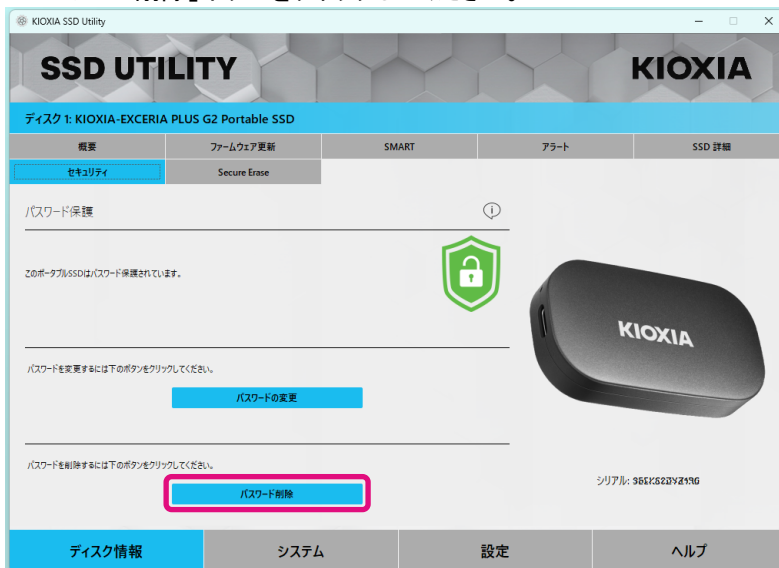 KIOXIA SSD Utility
SSD UTILITY
KIOXIA
ディスク 1: KIOXIA-EXCERIA PLUS G2 Portable SSD
概要
ファームウェア更新
SMART
アラート
SSD 詳細
セキュリティ
Secure Erase
パスワード保護
このポータブルSSDはパスワード保護されています。
パスワードを変更するには下のボタンをクリックしてください。
パスワードの変更
パスワードを削除するには下のボタンをクリックしてください。
パスワード削除
KIOXIA
シリアル:
ディスク情報
システム
設定
ヘルプ